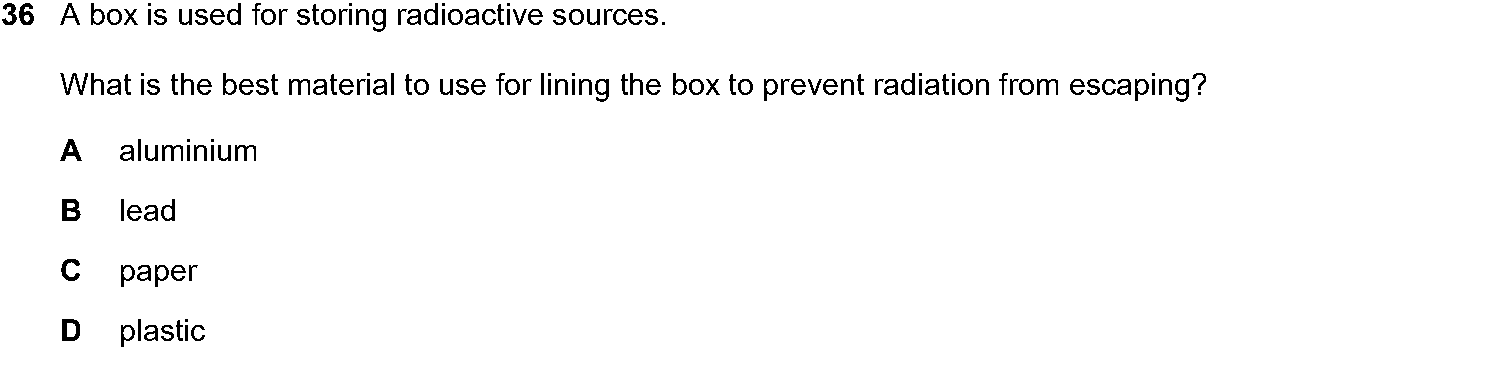 36 A box is used for storing radioactive sources.
What is the best material to use for lining the box to prevent radiation from escaping?
A aluminium
B lead
C paper
D plastic